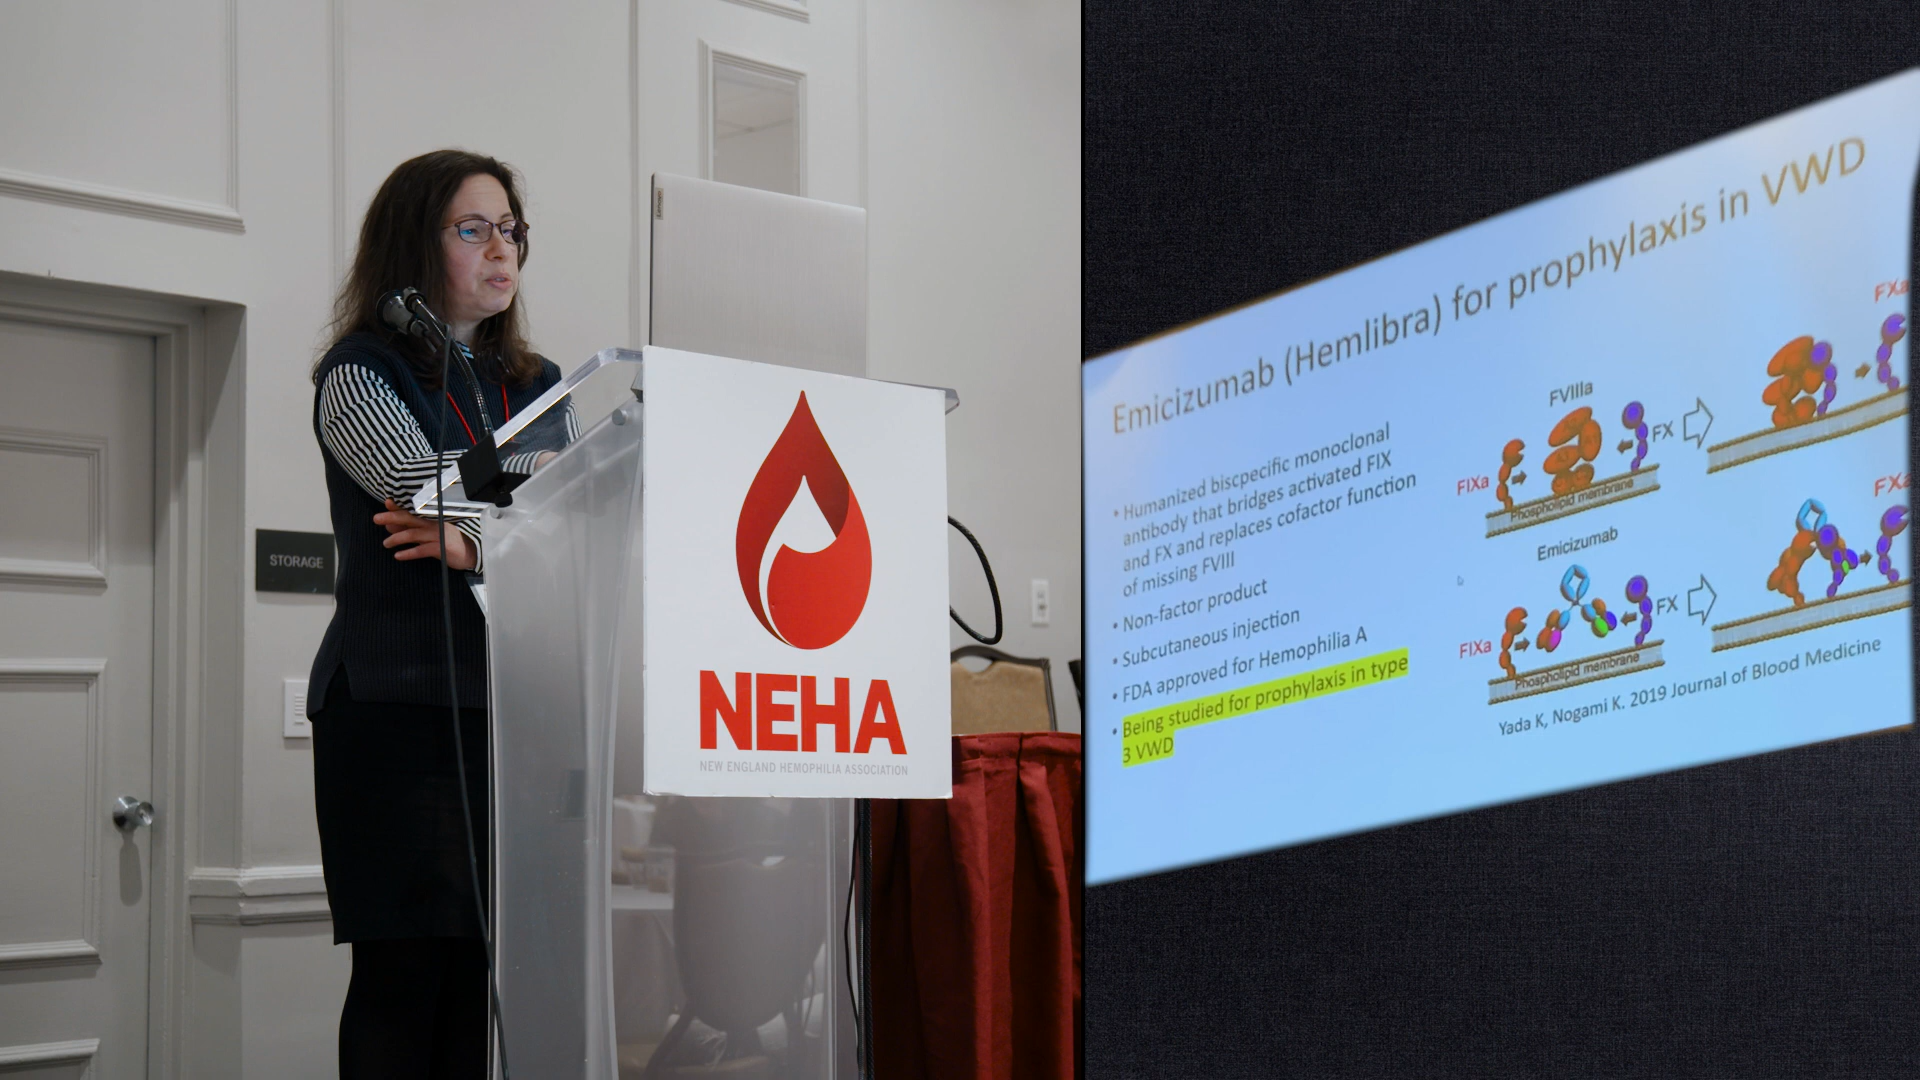 STORAGE
Lenovo
NEHA
NEW ENGLAND HEMOPHILIA ASSOCIATION
Emicizumab (Hemlibra) for prophylaxis in VWD
• Humanized biscpecific monoclonal
antibody that bridges activated FIX
and FX and replaces cofactor function
of missing FVIII
• Non-factor product
• Subcutaneous injection
• FDA approved for Hemophilia A
• Being studied for prophylaxis in type
3 VWD
FVIIIa
FIXa
FX
Phospholipid membrane
FXa
Emicizumab
FIXa
FX
Phospholipid membrane
FXa
Yada K, Nogami K. 2019 Journal of Blood Medicine